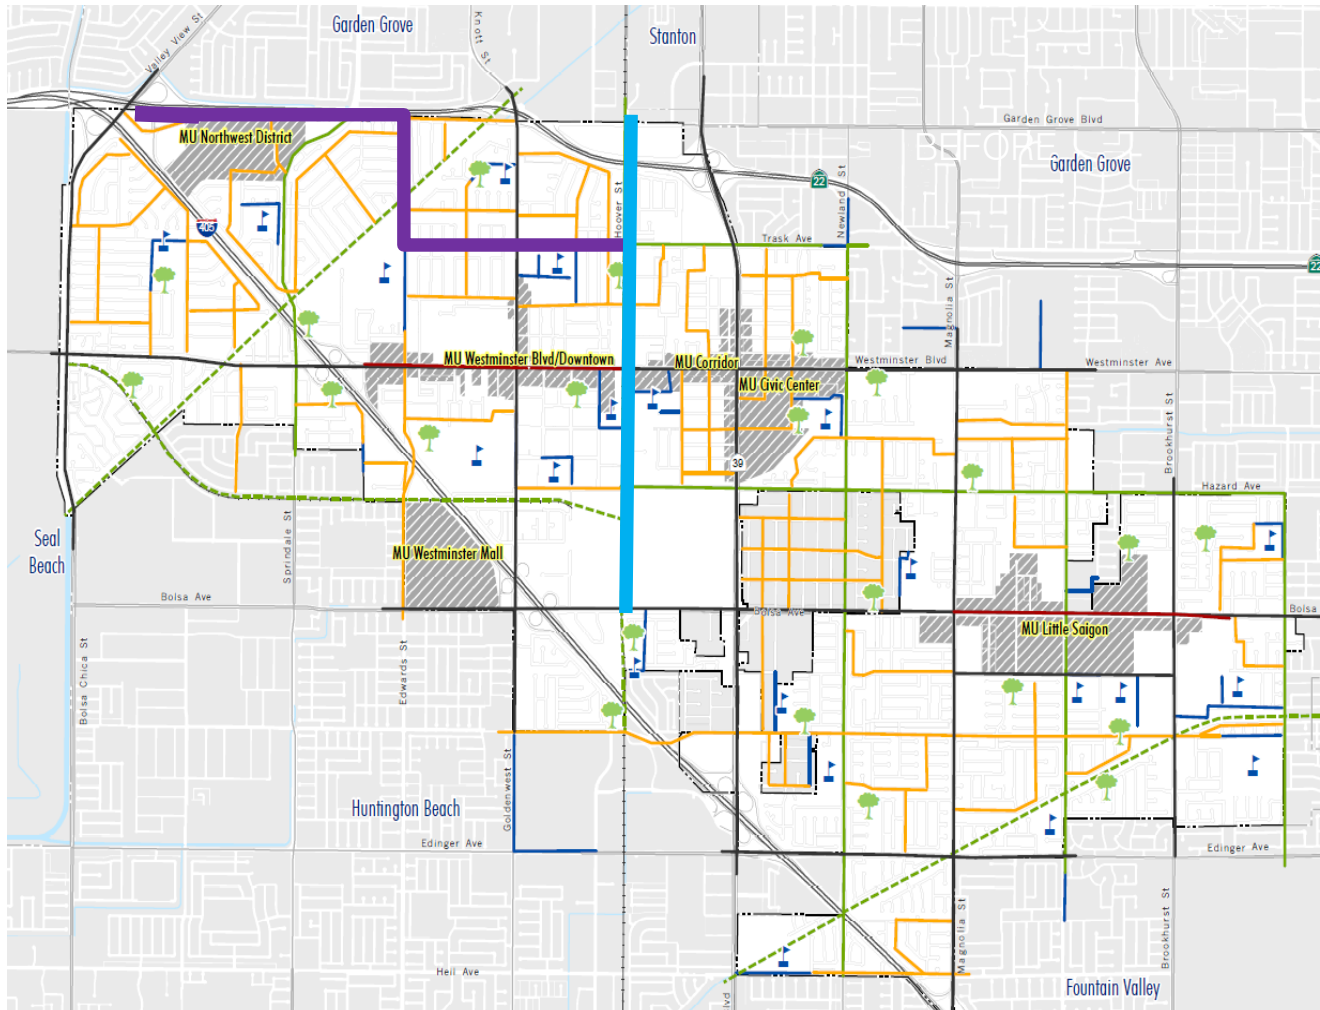 Garden Grove
Stanton
Valley View St
Knott St
Garden Grove Blvd
MU Northwest District
Garden Grove
22
Hoover St
Newland St
405
Trask Ave
22
Magnolia St
MU Westminster Blvd/Downtown
MU Corridor
Westminster Blvd
Westminster Ave
MU Civic Center
Brookhurst St
39
Hazard Ave
Seal
Beach
Springdale St
MU Westminster Mall
Bolsa Ave
Bolsa Ave
Bolsa
MU Little Saigon
Bolsa Chica St
Edwards St
Goldenwest St
Huntington Beach
Edinger Ave
Edinger Ave
Magnolia St
Brookhurst St
Heil Ave
lvd
Fountain Valley